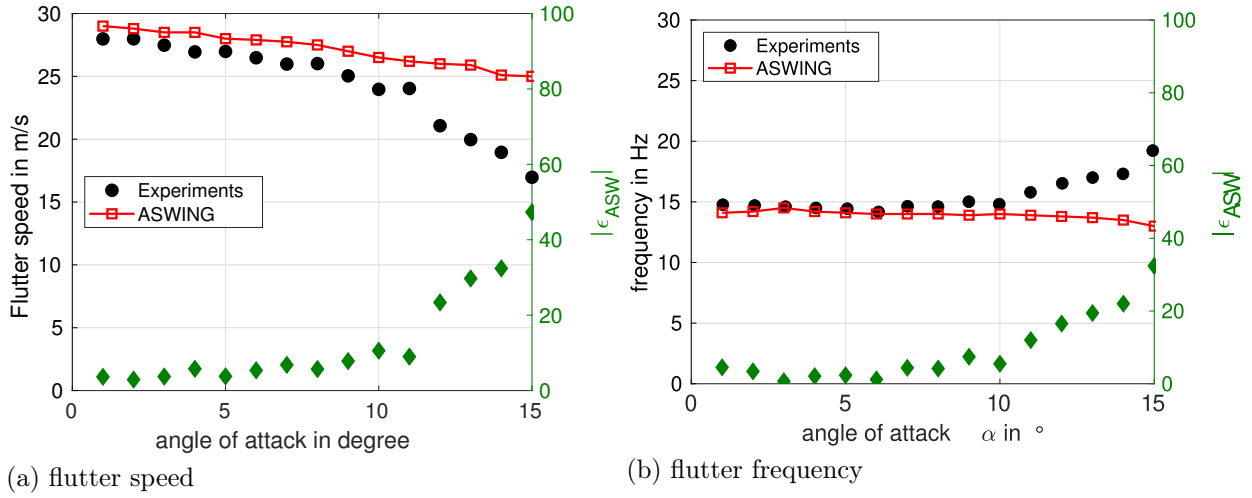 Flutter speed in m/s
30
25
20
15
10
5
0
Experiments
ASWING
100
80
60
40
20
0
|ϵ ASW|
0
5
10
15
angle of attack in degree
(a) flutter speed
frequency in Hz
30
25
20
15
10
5
0
Experiments
ASWING
100
80
60
40
20
0
|ϵ ASW|
0
5
10
15
angle of attack α in °
(b) flutter frequency